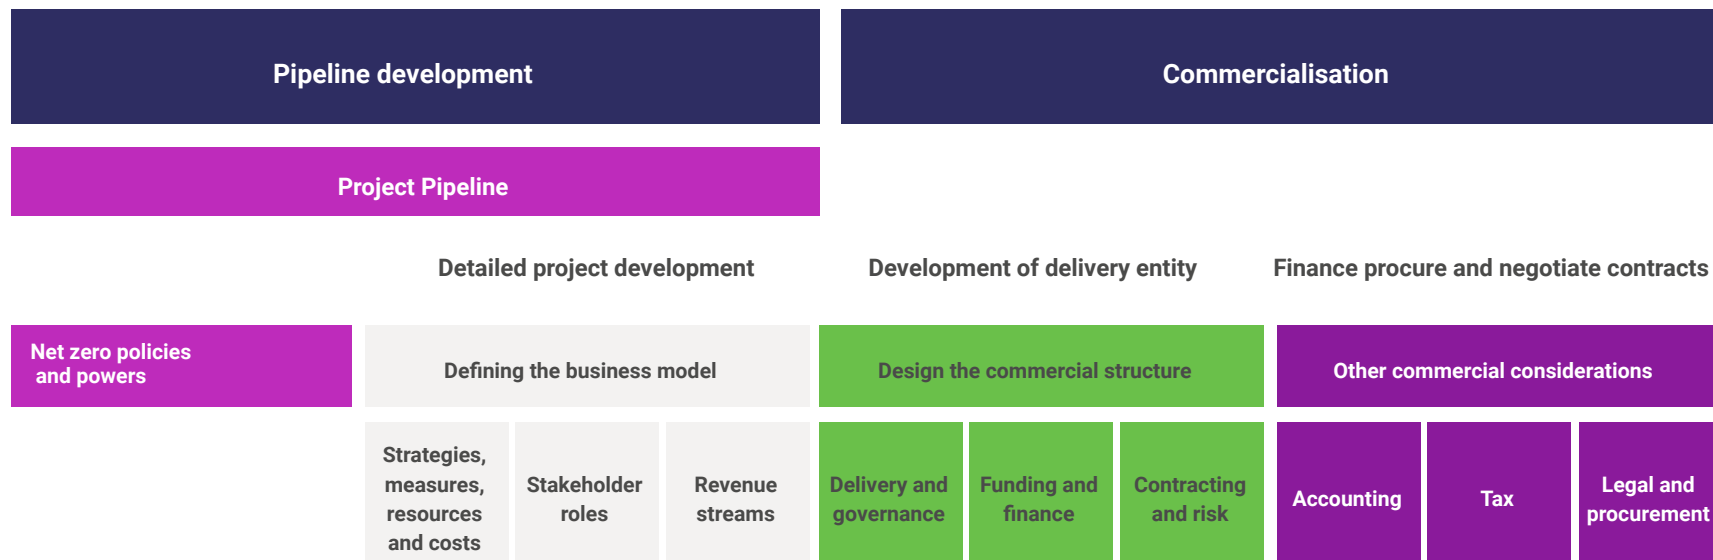 Pipeline development
Commercialisation
Project Pipeline
Detailed project development
Development of delivery entity
Finance procure and negotiate contracts
Net zero policies
and powers
Defining the business model
Design the commercial structure
Other commercial considerations
Strategies,
measures,
resources
and costs
Stakeholder
roles
Revenue
streams
Delivery and
governance
Funding and
finance
Contracting
and risk
Accounting
Tax
Legal and
procurement